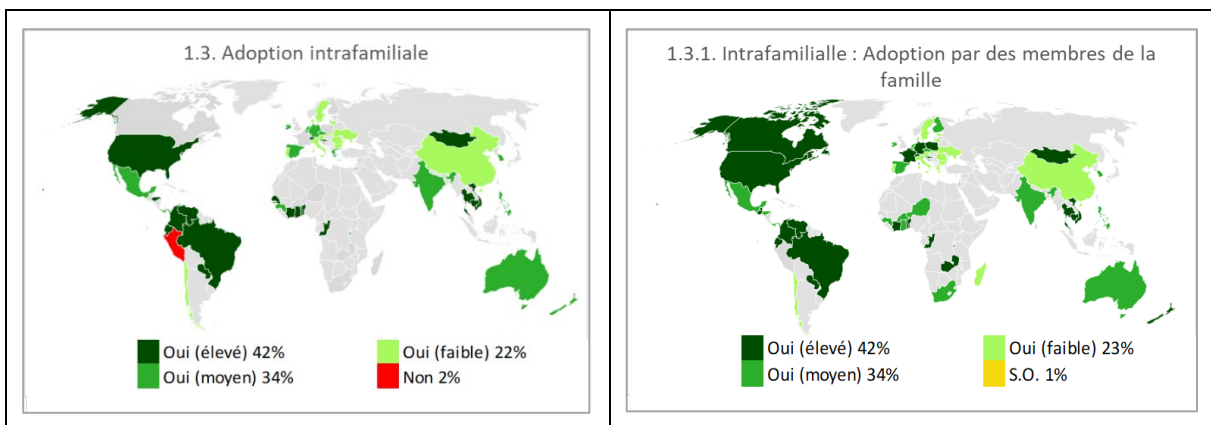 1.3. Adoption intrafamiliale
Oui (élevé) 42%
Oui (faible) 22%
Oui (moyen) 34%
Non 2%
1.3.1. Intrafamilialle : Adoption par des membres de la
famille
Oui (élevé) 42%
Oui (faible) 23%
Oui (moyen) 34%
S.O. 1%